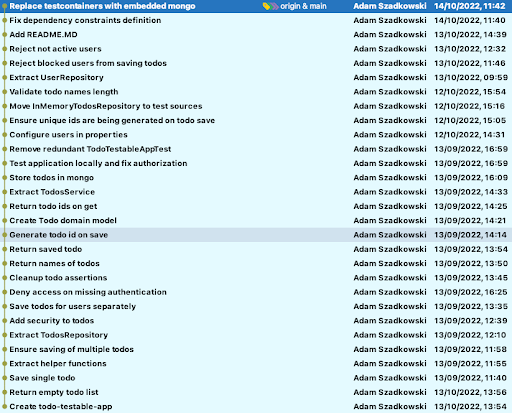 Replace testcontainers with embedded mongo origin & main Adam Szadkowski 14/10/2022, 11:42
Fix dependency constraints definition Adam Szadkowski 14/10/2022, 11:40
Add README.MD Adam Szadkowski 13/10/2022, 14:39
Reject not active users Adam Szadkowski 13/10/2022, 12:32
Reject blocked users from saving todos Adam Szadkowski 13/10/2022, 11:46
Extract UserRepository Adam Szadkowski 13/10/2022, 09:59
Validate todo names length Adam Szadkowski 12/10/2022, 15:54
Move InMemoryTodosRepository to test sources Adam Szadkowski 12/10/2022, 15:16
Ensure unique ids are being generated on todo save Adam Szadkowski 12/10/2022, 15:05
Configure users in properties Adam Szadkowski 12/10/2022, 14:31
Remove redundant TodoTestableAppTest Adam Szadkowski 13/09/2022, 16:59
Test application locally and fix authorization Adam Szadkowski 13/09/2022, 16:59
Store todos in mongo Adam Szadkowski 13/09/2022, 16:09
Extract TodosService Adam Szadkowski 13/09/2022, 14:33
Return todo ids on get Adam Szadkowski 13/09/2022, 14:25
Create Todo domain model Adam Szadkowski 13/09/2022, 14:21
Generate todo id on save Adam Szadkowski 13/09/2022, 14:14
Return saved todo Adam Szadkowski 13/09/2022, 13:54
Return names of todos Adam Szadkowski 13/09/2022, 13:50
Cleanup todo assertions Adam Szadkowski 13/09/2022, 13:45
Deny access on missing authentication Adam Szadkowski 13/09/2022, 16:25
Save todos for users separately Adam Szadkowski 13/09/2022, 13:35
Add security to todos Adam Szadkowski 13/09/2022, 12:39
Extract TodosRepository Adam Szadkowski 13/09/2022, 12:10
Ensure saving of multiple todos Adam Szadkowski 13/09/2022, 11:58
Extract helper functions Adam Szadkowski 13/09/2022, 11:55
Save single todo Adam Szadkowski 13/09/2022, 11:40
Return empty todo list Adam Szadkowski 13/10/2022, 13:56
Create todo-testable-app Adam Szadkowski 13/10/2022, 13:54